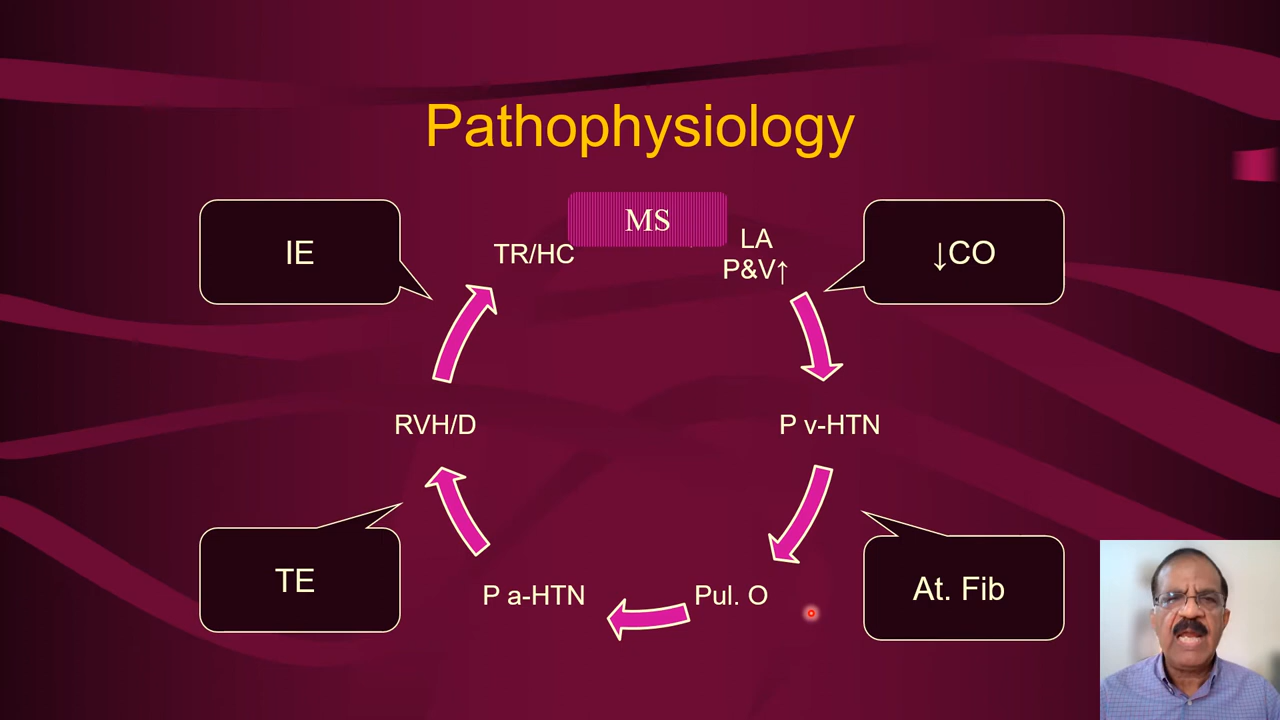 Pathophysiology
MS
IE
TR/HC
LA
P&V↑
↓CO
RVH/D
P v-HTN
TE
P a-HTN
Pul. O
At. Fib